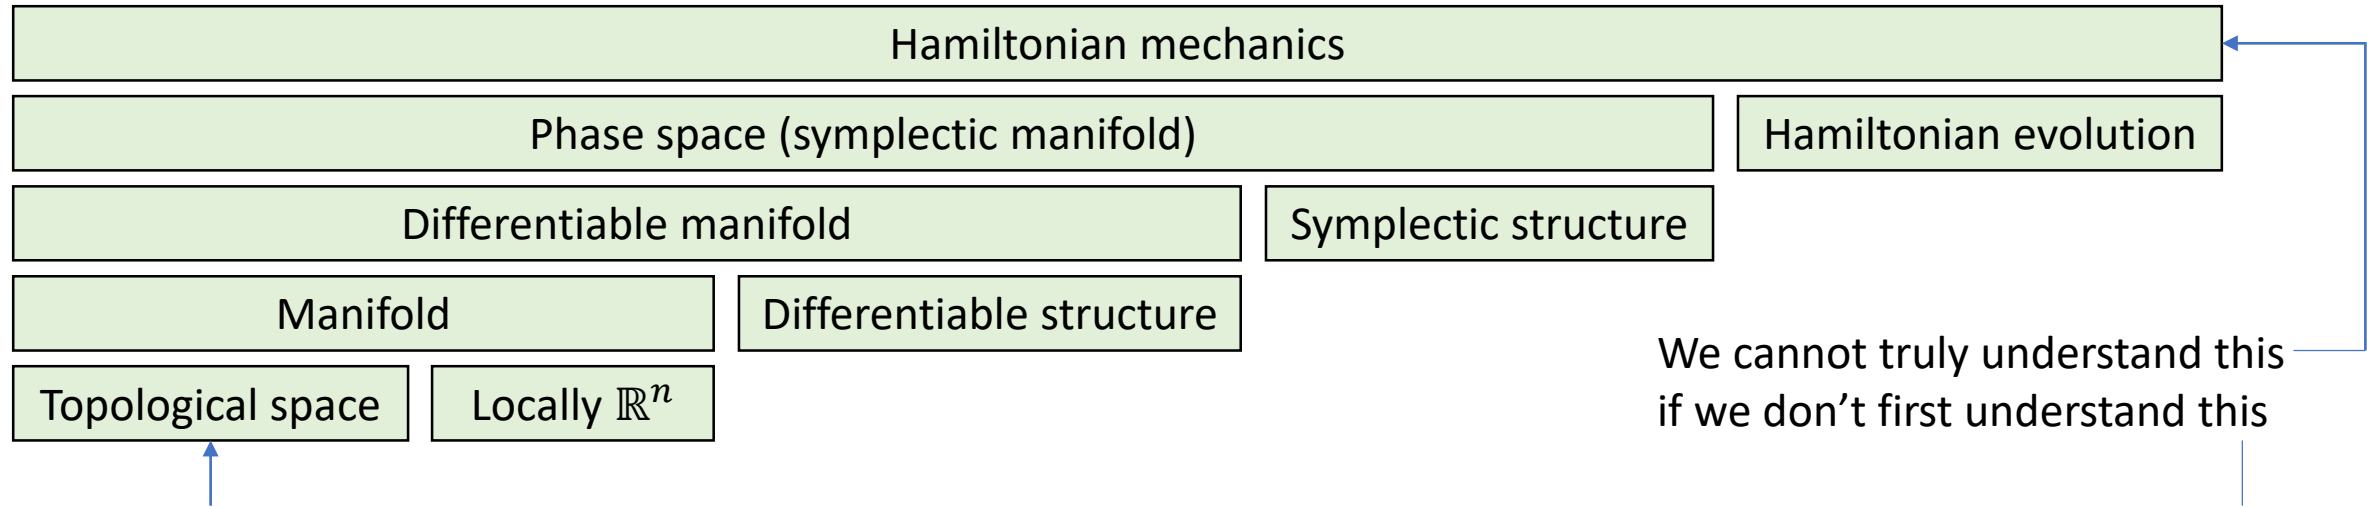 Hamiltonian mechanics
Phase space (symplectic manifold)
Hamiltonian evolution
Differentiable manifold
Symplectic structure
Manifold
Differentiable structure
Topological space
Locally ℝⁿ
We cannot truly understand this
if we don’t first understand this